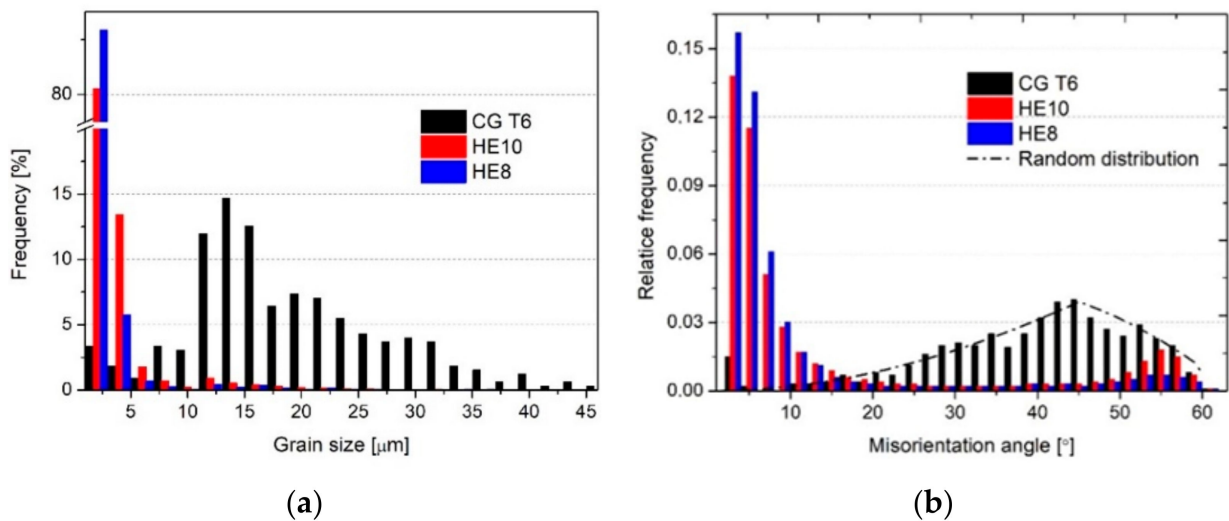 80
15
10
5
0
Frequency [%]
CG T6
HE10
HE8
5 10 15 20 25 30 35 40 45
Grain size [μm]
(a)
0.15
0.12
0.09
0.06
0.03
0.00
Relatice frequency
CG T6
HE10
HE8
Random distribution
10 20 30 40 50 60
Misorientation angle [°]
(b)